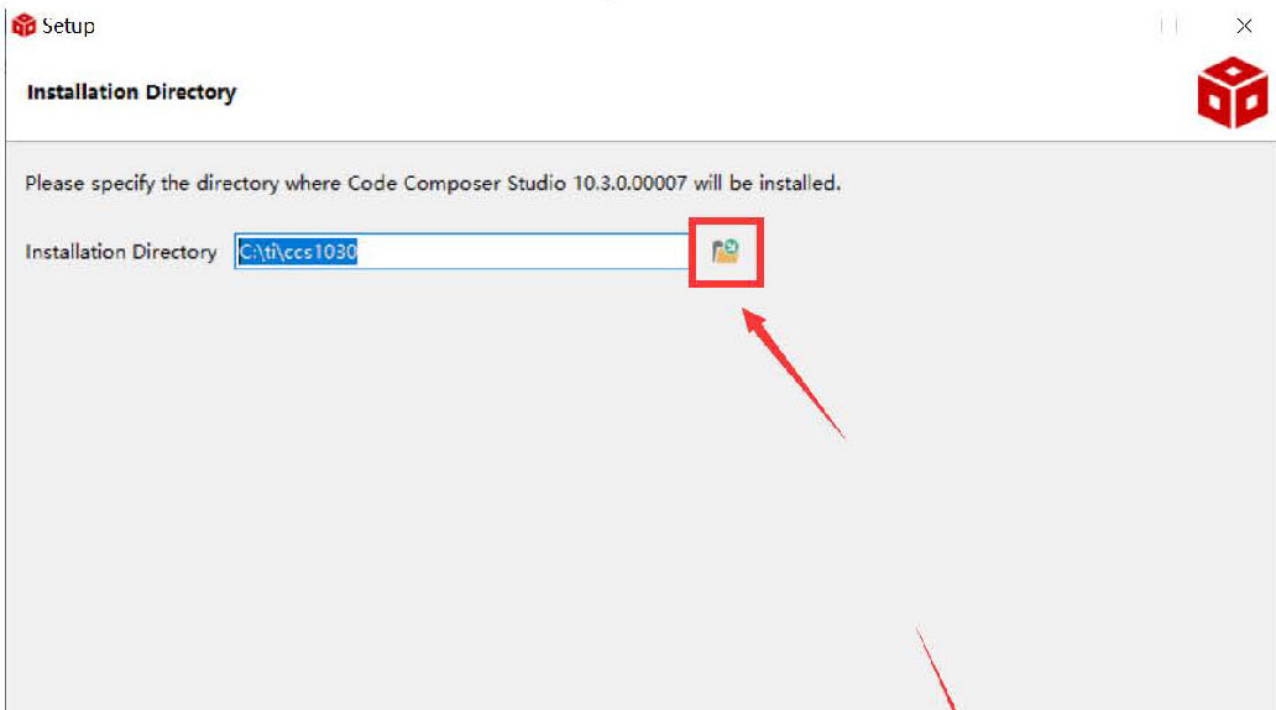 Setup
Installation Directory
Please specify the directory where Code Composer Studio 10.3.0.00007 will be installed.
Installation Directory C:\ti\ccs1030